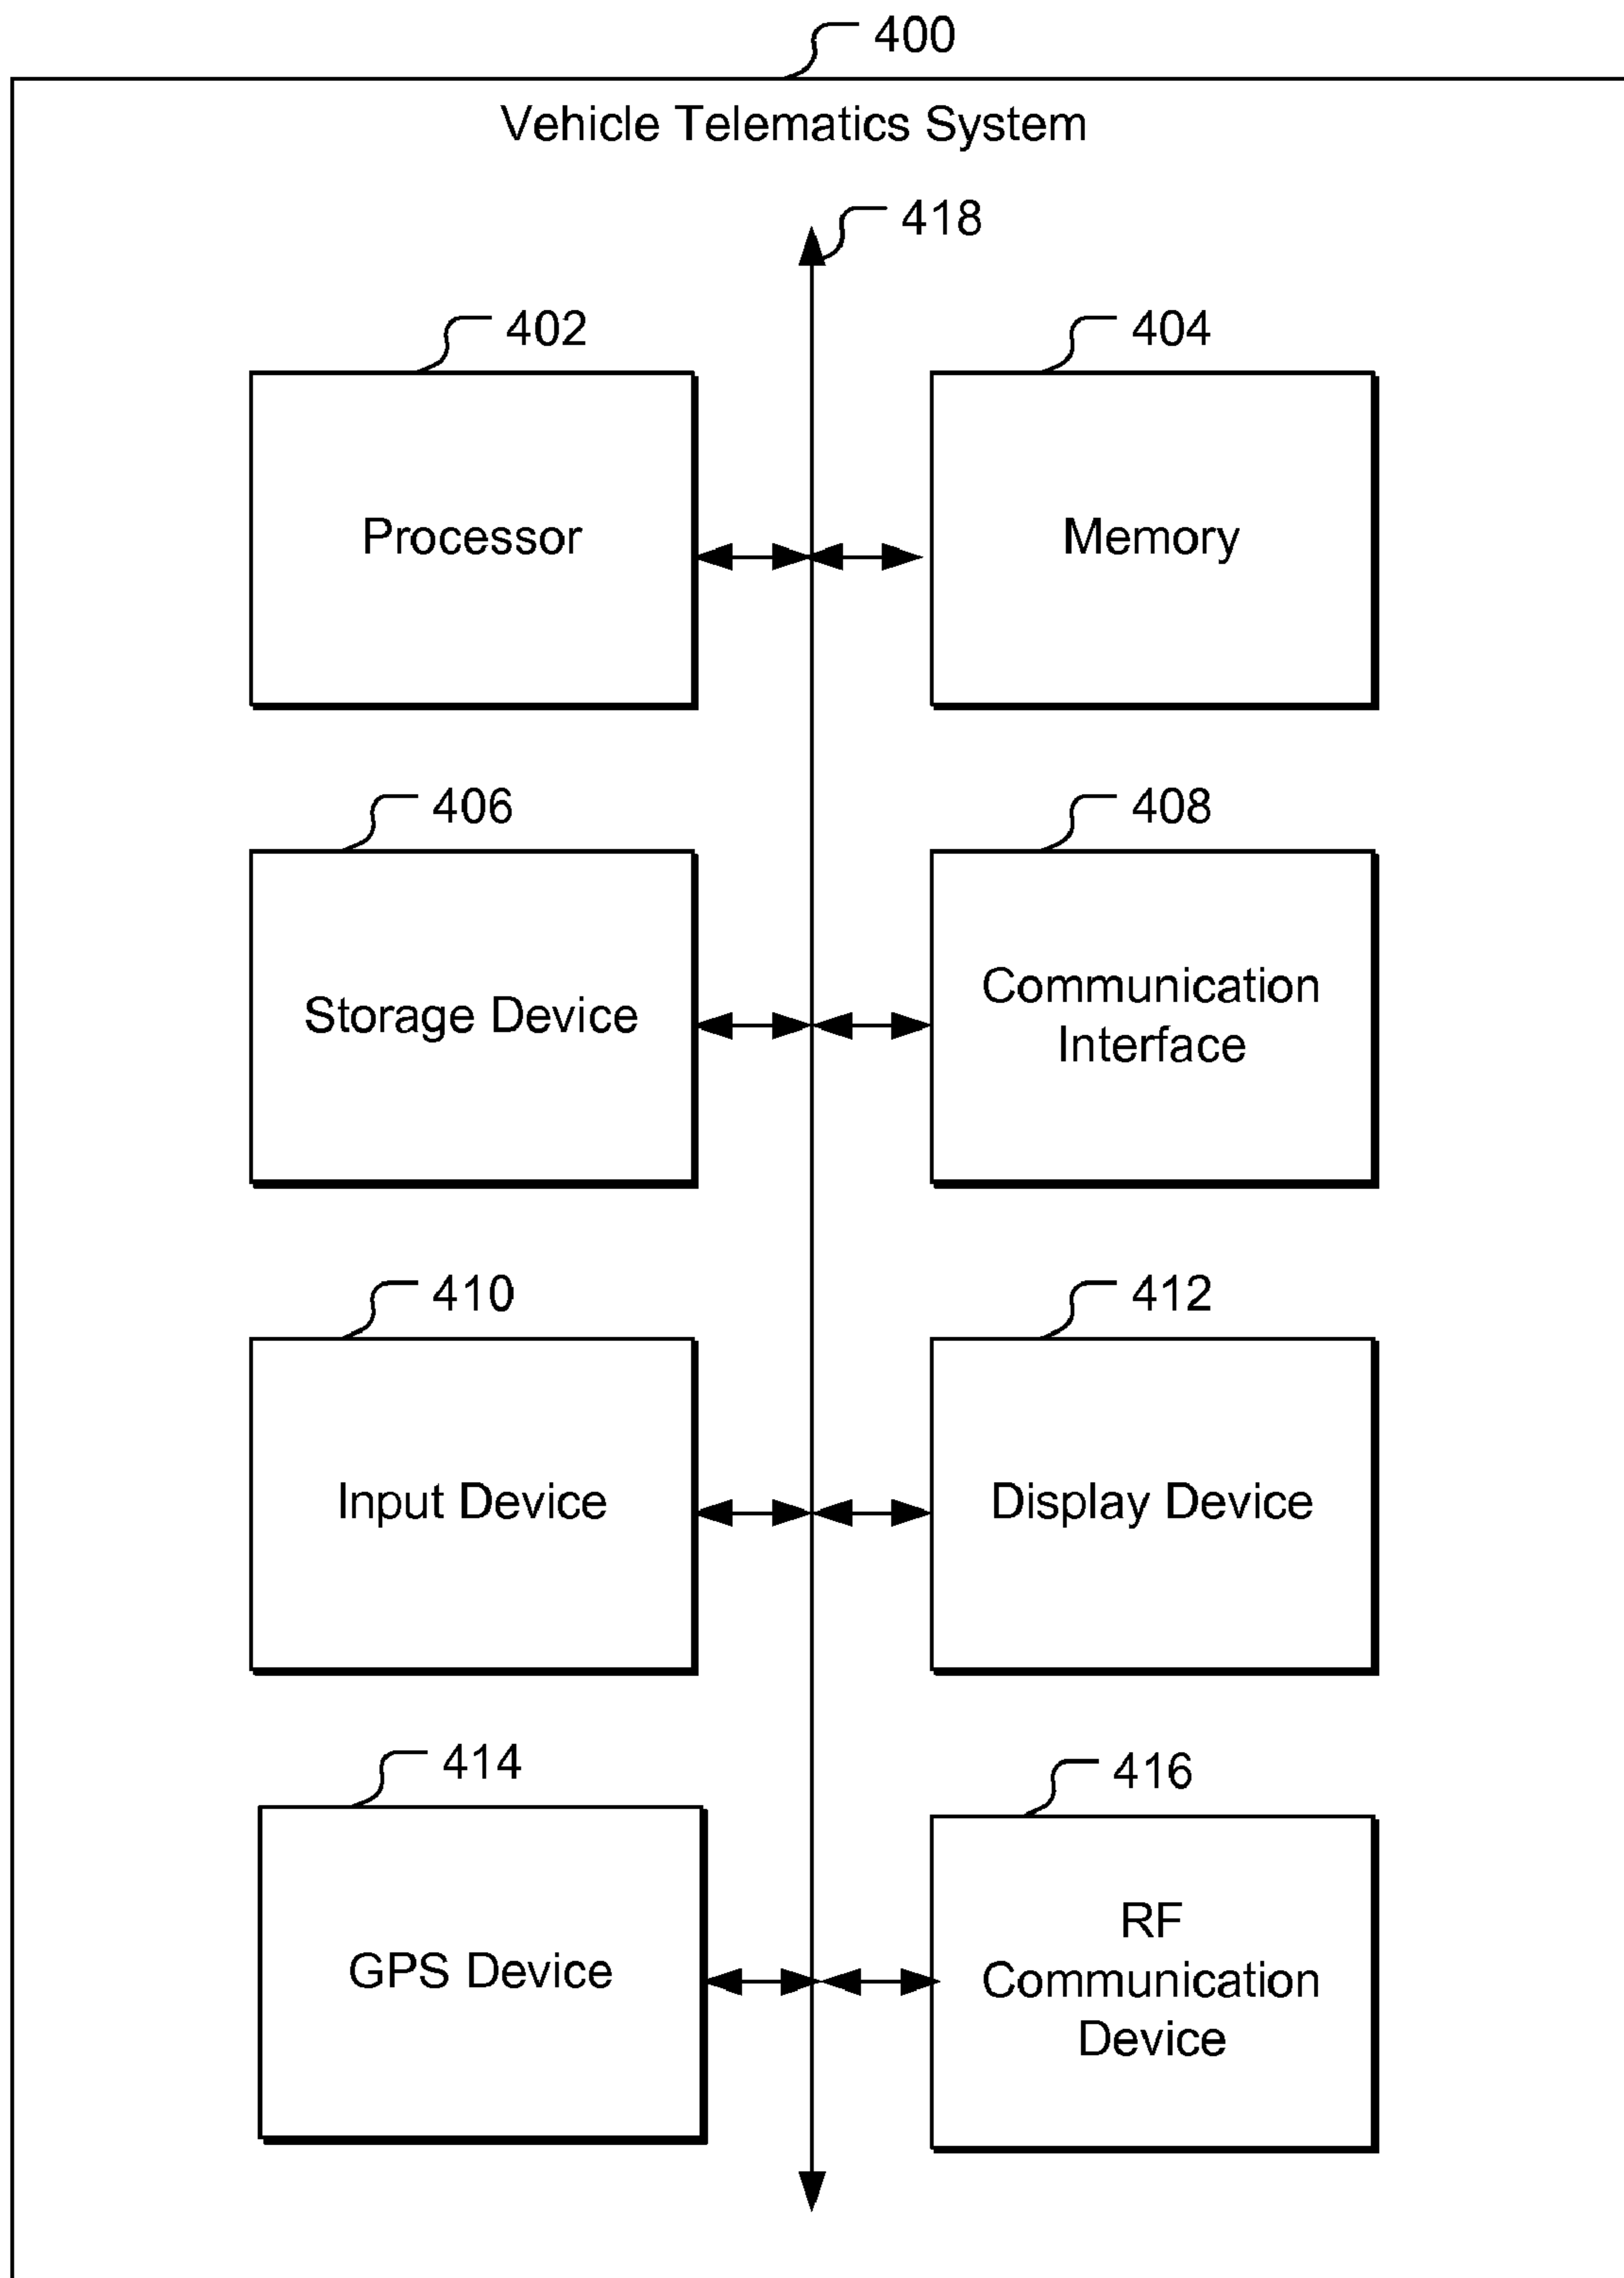 400
Vehicle Telematics System
418
402
404
Processor
Memory
406
408
Storage Device
Communication
Interface
410
412
Input Device
Display Device
414
416
GPS Device
RF
Communication
Device